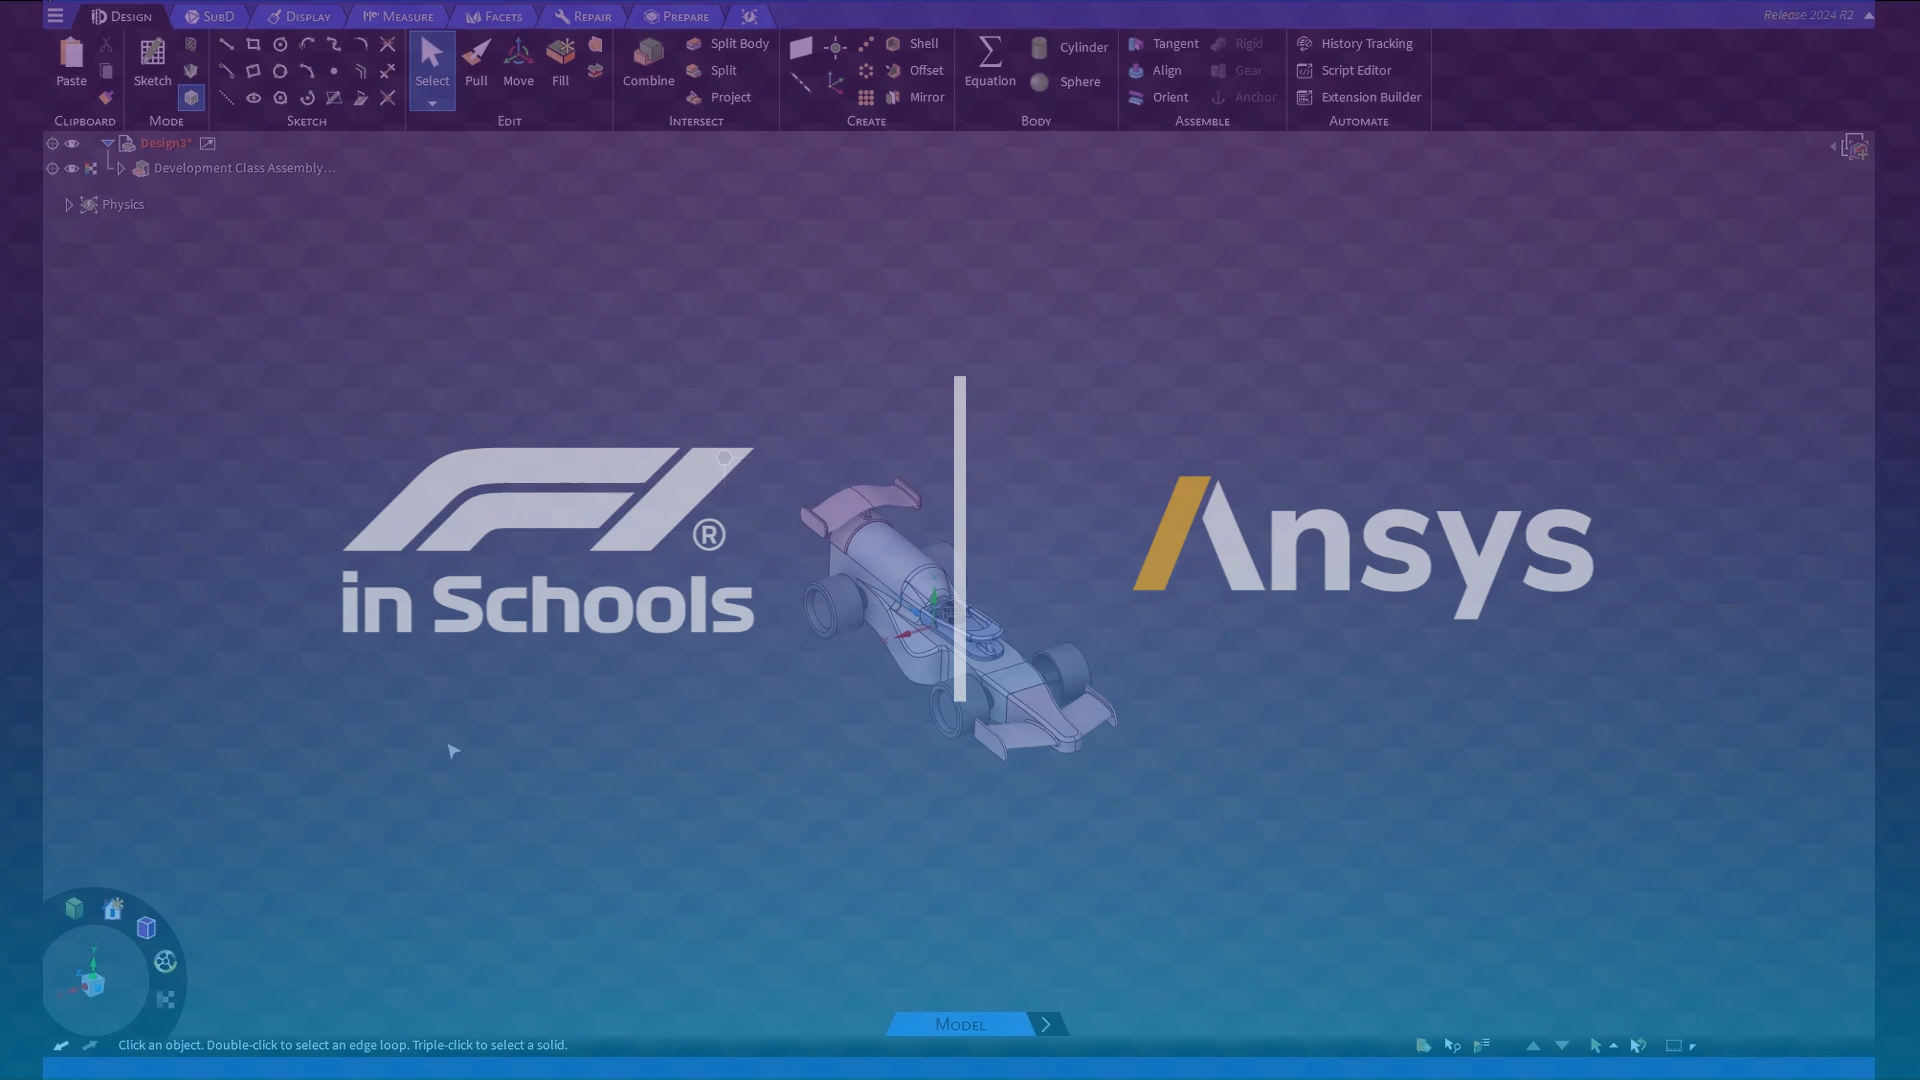 DESIGN SUBD DISPLAY MEASURE FACETS REPAIR PREPARE Release 2024 R2
Paste Sketch Select Pull Move Fill Combine Split Body Split Project Shell Offset Mirror Equation Cylinder Sphere Tangent Align Orient Rigid Gear Anchor History Tracking Script Editor Extension Builder
CLIPBOARD MODE SKETCH EDIT INTERSECT CREATE BODY ASSEMBLE AUTOMATE
Design3*
Development Class Assembly...
Physics
F1®
in Schools
Ansys
MODEL
Click an object. Double-click to select an edge loop. Triple-click to select a solid.